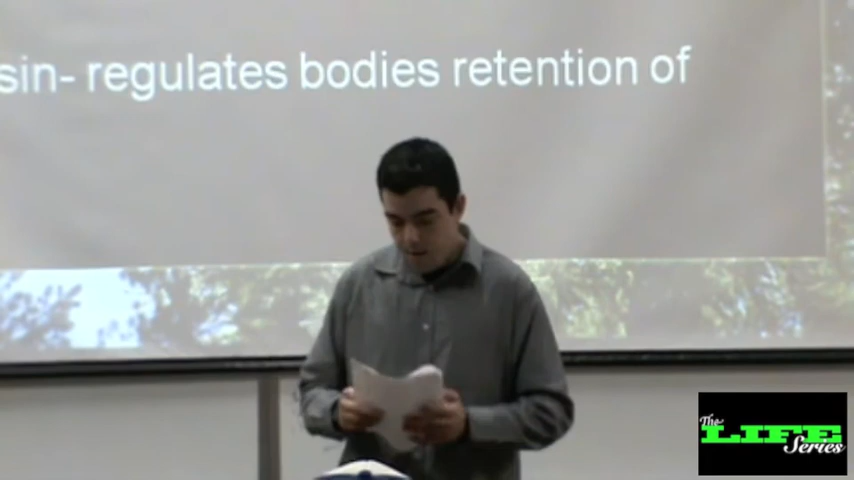 sin- regulates bodies retention of
The
LIFE
Series